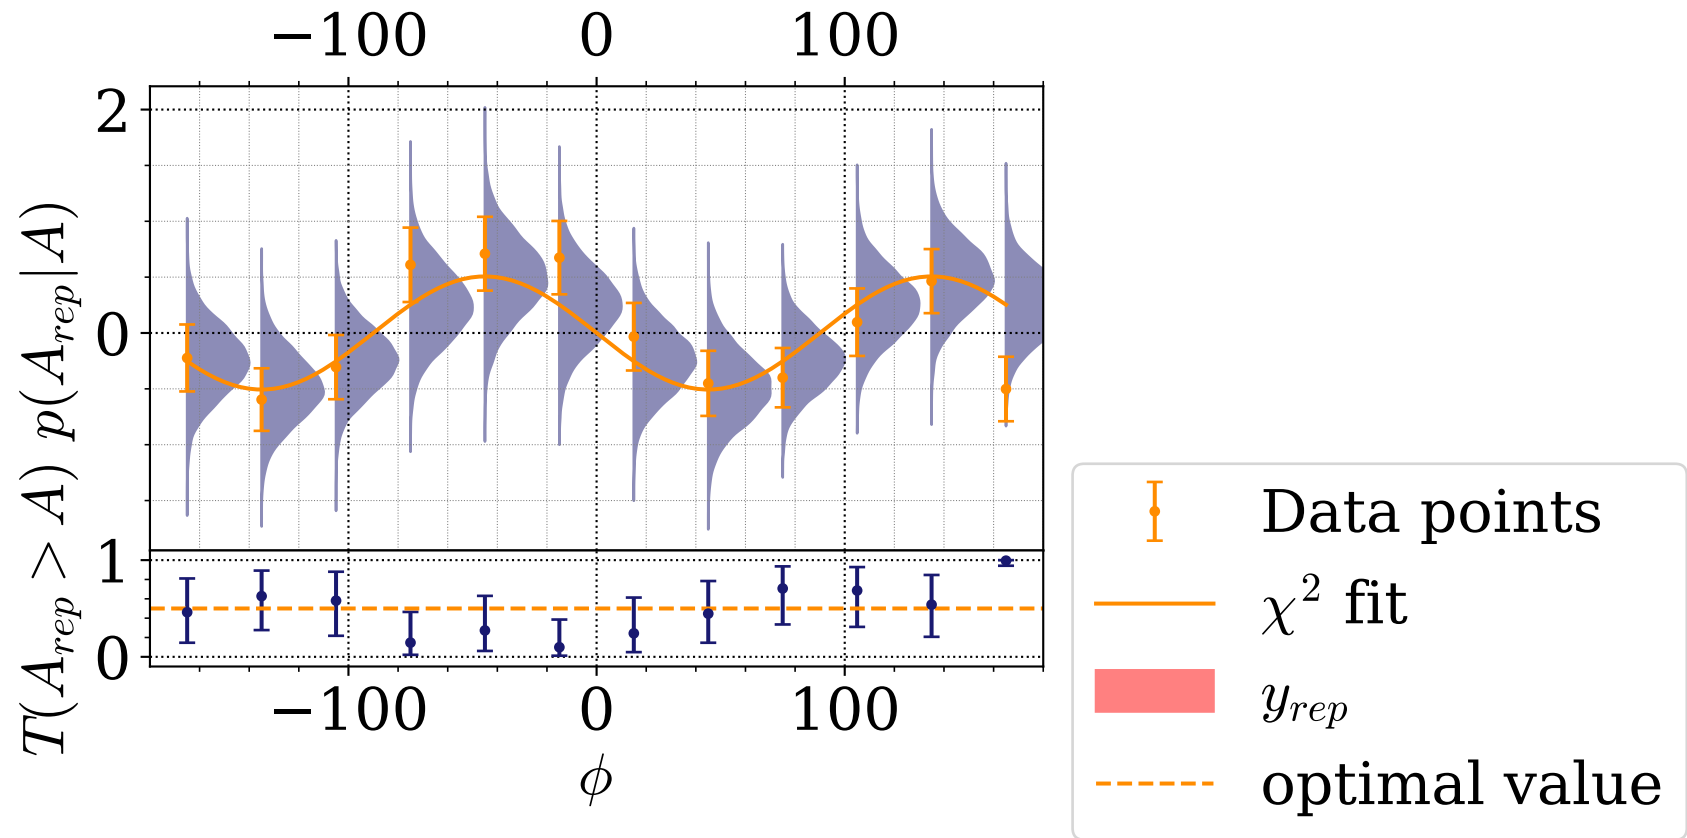 −100 0 100
2
0
p(A_rep|A)
1
0
T(A_rep > A)
−100 0 100
ϕ
Data points
χ² fit
y_rep
optimal value